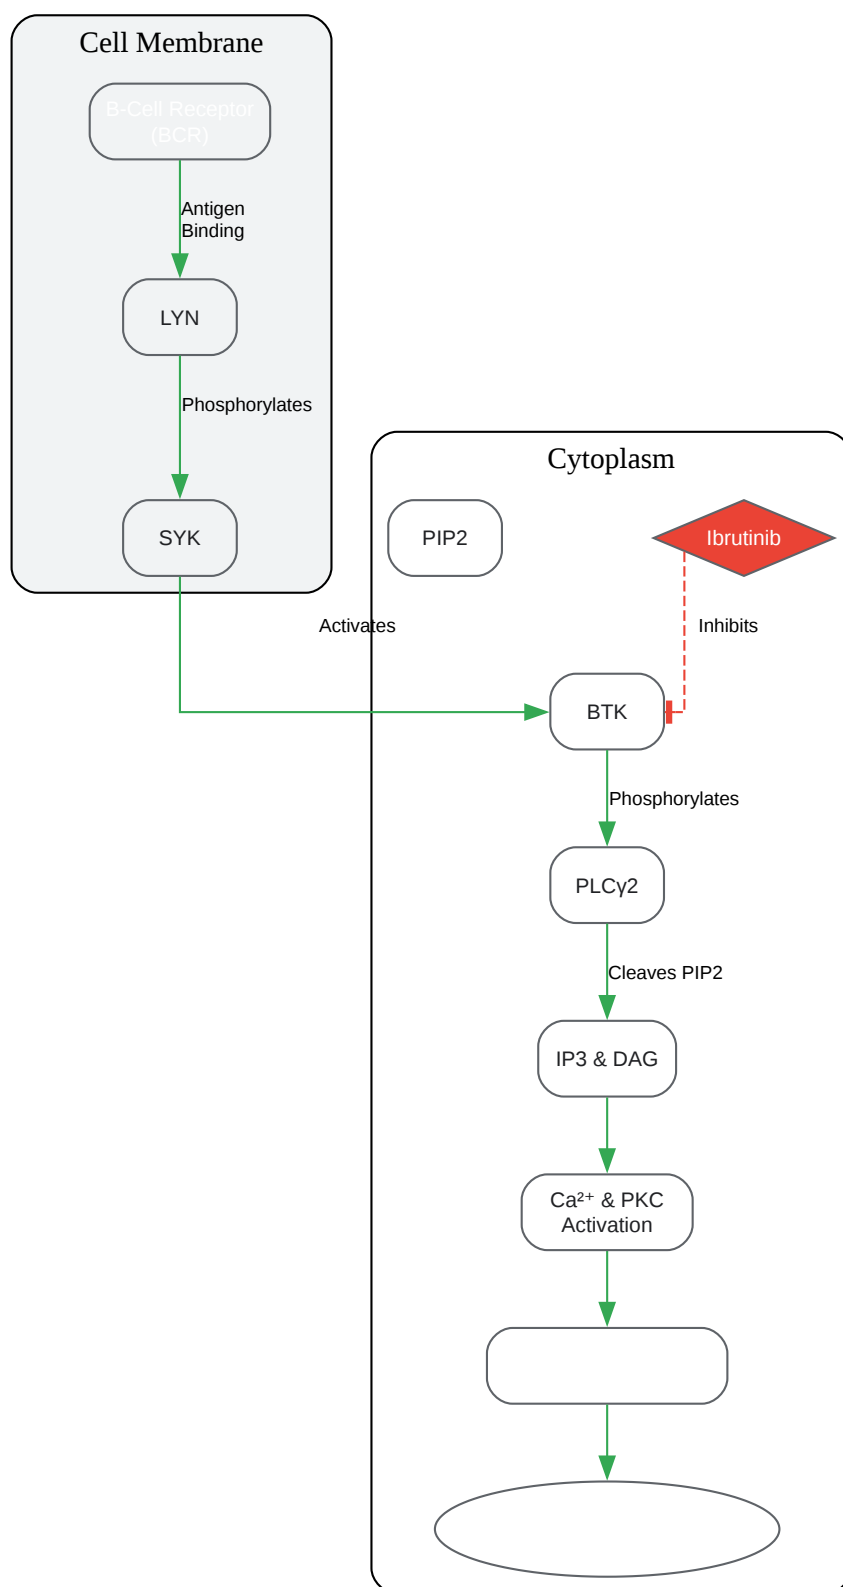 Cell Membrane
B-Cell Receptor
(BCR)
Antigen
Binding
LYN
Phosphorylates
SYK
Cytoplasm
PIP2
Ibrutinib
Activates
Inhibits
BTK
Phosphorylates
PLCγ2
Cleaves PIP2
IP3 & DAG
Ca²⁺ & PKC
Activation